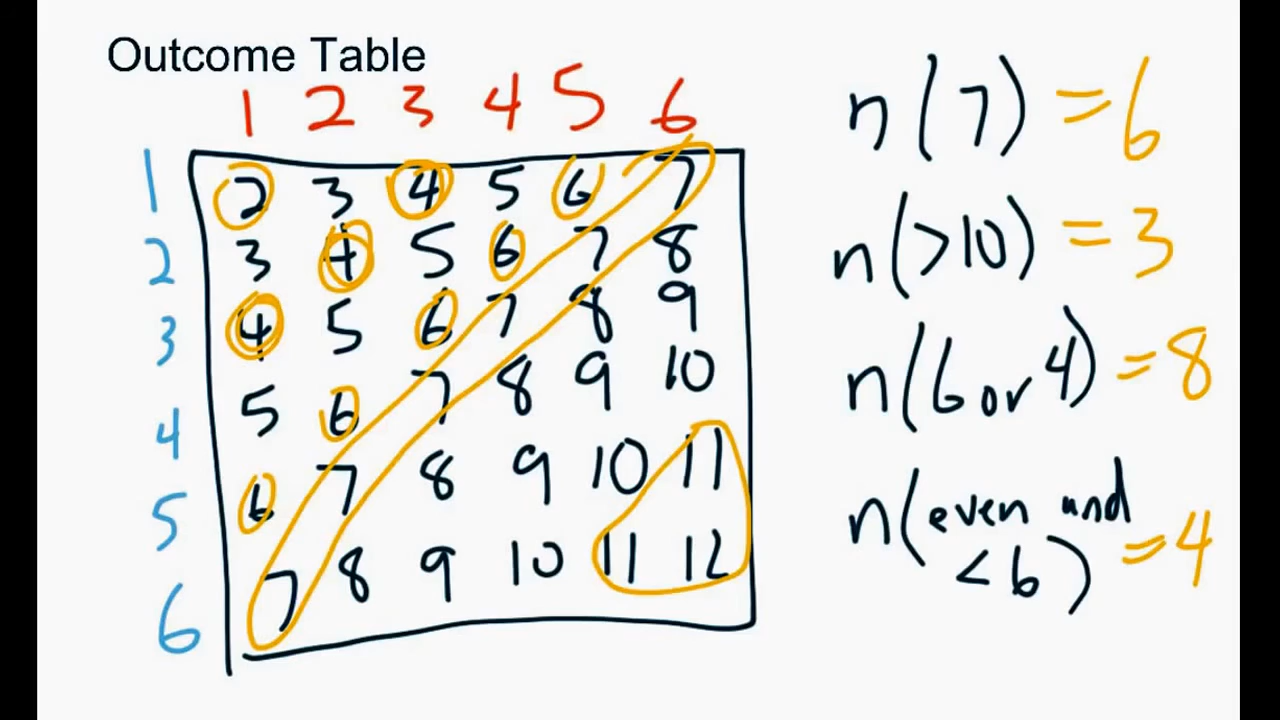 Outcome Table
1 2 3 4 5 6
1 2 3 4 5 6 7
2 3 4 5 6 7 8
3 4 5 6 7 8 9
4 5 6 7 8 9 10
5 6 7 8 9 10 11
6 7 8 9 10 11 12
n(7) = 6
n(>10) = 3
n(6 or 4) = 8
n(even and
<6) = 4